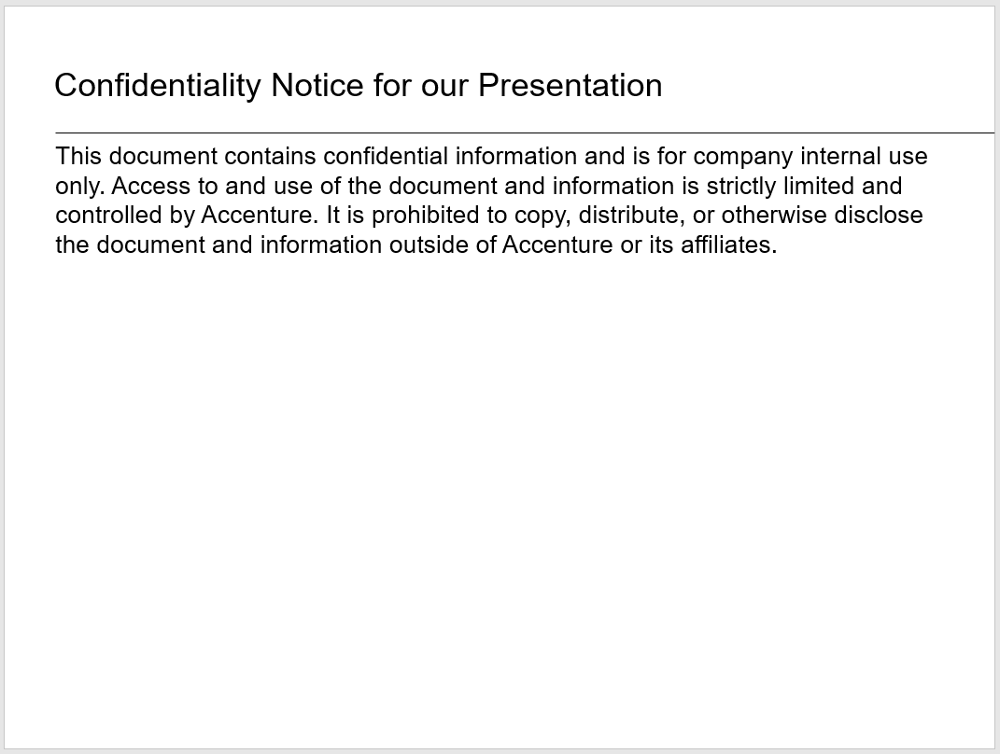 Confidentiality Notice for our Presentation
This document contains confidential information and is for company internal use
only. Access to and use of the document and information is strictly limited and
controlled by Accenture. It is prohibited to copy, distribute, or otherwise disclose
the document and information outside of Accenture or its affiliates.